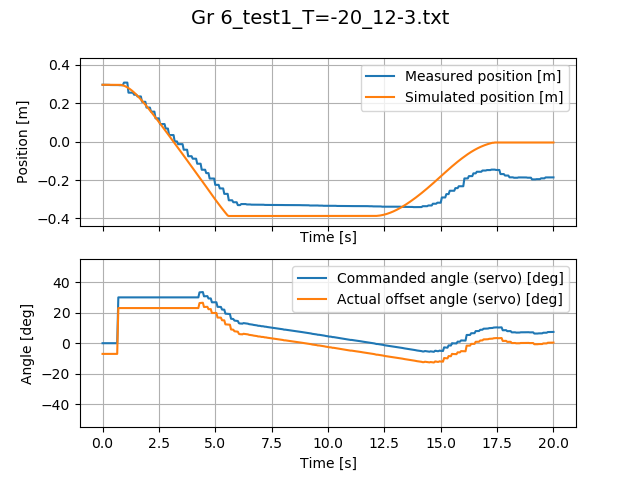 Gr 6_test1_T=-20_12-3.txt
Position [m]
0.4
0.2
0.0
−0.2
−0.4
Measured position [m]
Simulated position [m]
Time [s]
Angle [deg]
40
20
0
−20
−40
Commanded angle (servo) [deg]
Actual offset angle (servo) [deg]
0.0 2.5 5.0 7.5 10.0 12.5 15.0 17.5 20.0
Time [s]